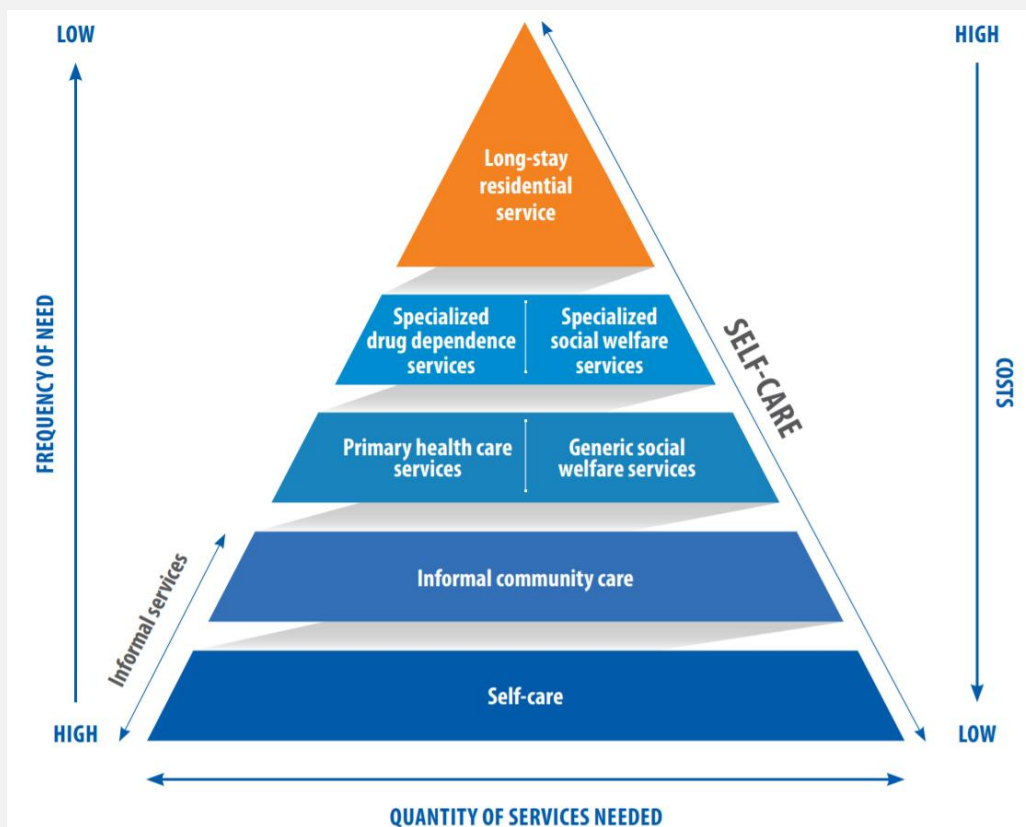 LOW
HIGH
Long-stay
residential
service
Specialized
drug dependence
services
Specialized
social welfare
services
SELF-CARE
FREQUENCY OF NEED
COSTS
Primary health care
services
Generic social
welfare services
Informal services
Informal community care
Self-care
HIGH
LOW
QUANTITY OF SERVICES NEEDED